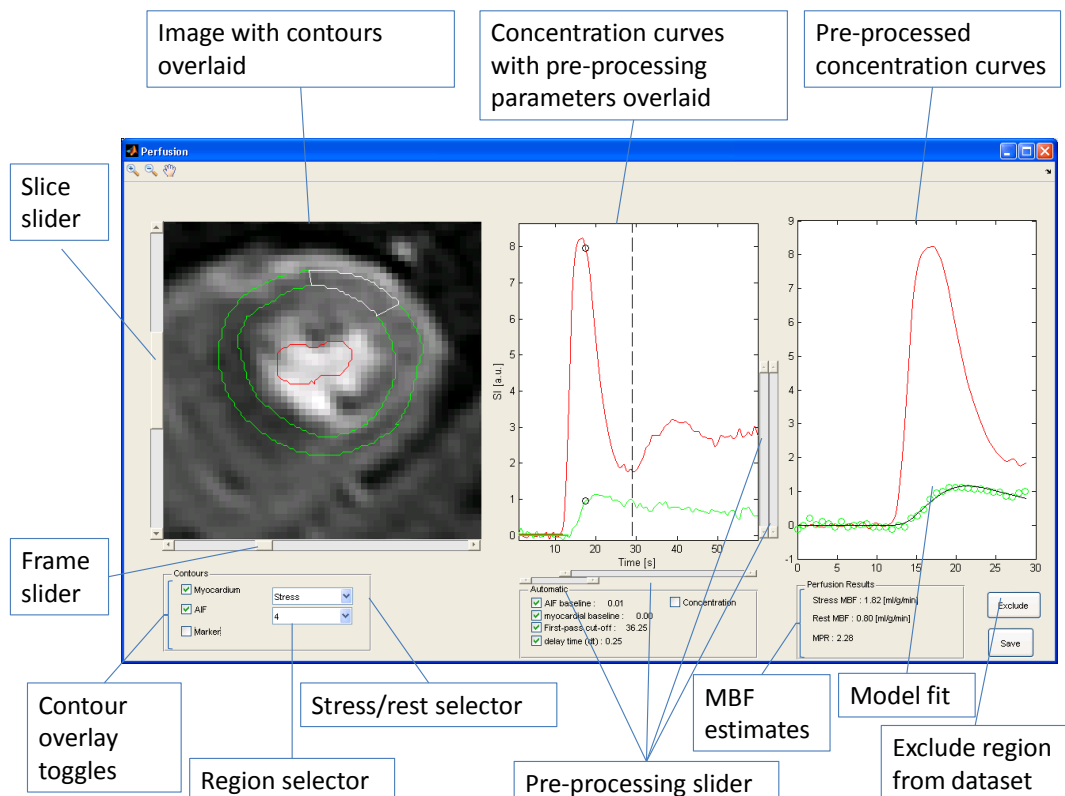 Image with contours
overlaid
Concentration curves
with pre-processing
parameters overlaid
Pre-processed
concentration curves
Perfusion
Slice
slider
8
7
6
5
4
3
2
1
0
SI [a.u.]
10
20
30
40
50
Time [s]
9
8
7
6
5
4
3
2
1
0
-1
0
5
10
15
20
25
30
Frame
slider
Contours
Myocardium
AIF
Marker
Stress
4
Automatic
AIF baseline : 0.01
myocardial baseline : 0.00
First-pass cut-off : 36.25
delay time (dt) : 0.25
Concentration
Perfusion Results
Stress MBF : 1.82 [ml/g/min]
Rest MBF : 0.80 [ml/g/min]
MPR : 2.28
Exclude
Save
Contour
overlay
toggles
Stress/rest selector
Region selector
Pre-processing slider
MBF
estimates
Model fit
Exclude region
from dataset